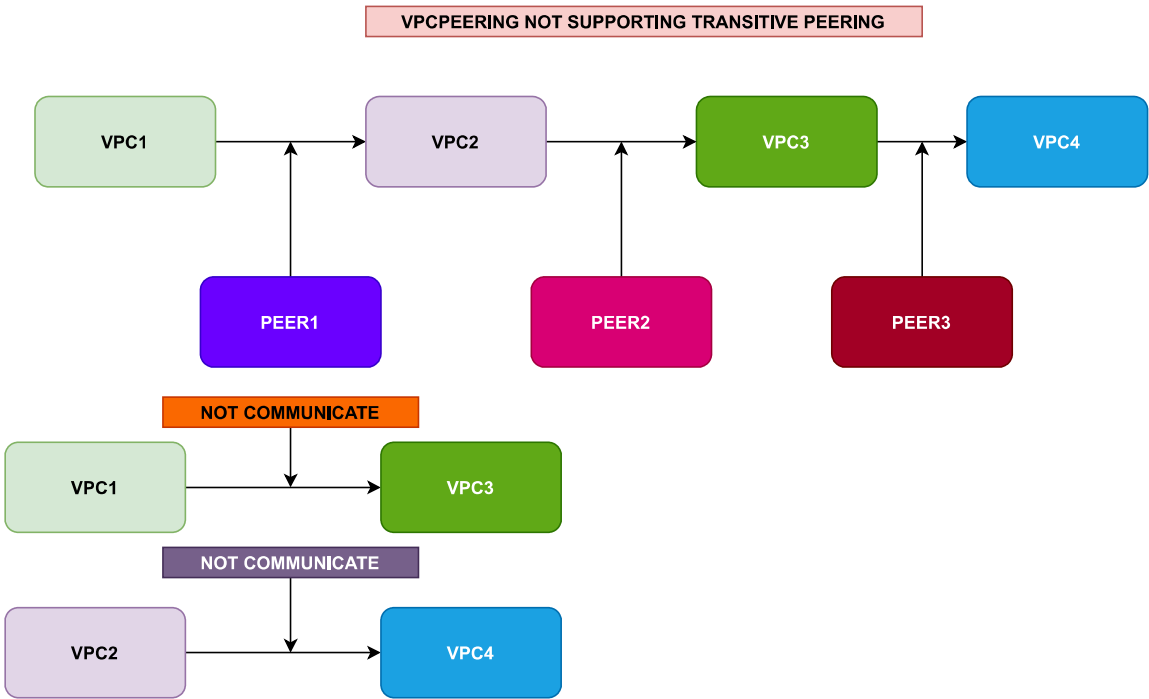 VPCPEERING NOT SUPPORTING TRANSITIVE PEERING
VPC1
VPC2
VPC3
VPC4
PEER1
PEER2
PEER3
NOT COMMUNICATE
VPC1
VPC3
NOT COMMUNICATE
VPC2
VPC4